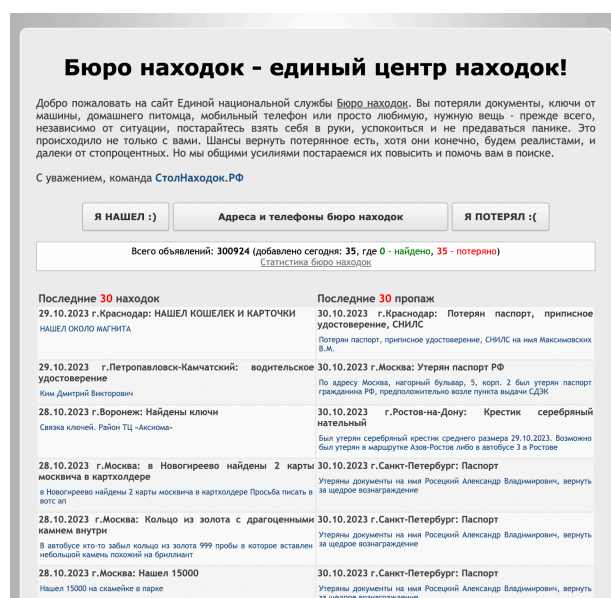 Бюро находок - единый центр находок!
Добро пожаловать на сайт Единой национальной службы Бюро находок. Вы потеряли документы, ключи от
машины, домашнего питомца, мобильный телефон или просто любимую, нужную вещь - прежде всего,
независимо от ситуации, постарайтесь взять себя в руки, успокоиться и не предаваться панике. Это
происходило не только с вами. Шансы вернуть потерянное есть, хотя они конечно, будем реалистами, и
далеки от стопроцентных. Но мы общими усилиями постараемся их повысить и помочь вам в поиске.
С уважением, команда СтолНаходок.РФ
Я НАШЕЛ :)
Адреса и телефоны бюро находок
Я ПОТЕРЯЛ :(
Всего объявлений: 300924 (добавлено сегодня: 35, где 0 - найдено, 35 - потеряно)
Статистика бюро находок
Последние 30 находок
29.10.2023 г.Краснодар: НАШЕЛ КОШЕЛЕК И КАРТОЧКИ
НАШЕЛ ОКОЛО МАГНИТА
29.10.2023 г.Петропавловск-Камчатский: водительское
удостоверение
Ким Дмитрий Викторович
28.10.2023 г.Воронеж: Найдены ключи
Связка ключей. Район ТЦ «Аксиома»
28.10.2023 г.Москва: в Новогиреево найдены 2 карты
москвича в картхолдере
в Новогиреево найдены 2 карты москвича в картхолдере Просьба писать в
вотс ап
28.10.2023 г.Москва: Кольцо из золота с драгоценными
камнем внутри
В автобусе кто-то забыл кольцо из золота 999 пробы в которое вставлен
небольшой камень похожий на бриллиант
28.10.2023 г.Москва: Нашел 15000
Нашел 15000 на скамейке в парке
Последние 30 пропаж
30.10.2023 г.Краснодар: Потерян паспорт, приписное
удостоверение, СНИЛС
Потерян паспорт, приписное удостоверение, СНИЛС на имя Максимовских
В.М.
30.10.2023 г.Москва: Утерян паспорт РФ
По адресу Москва, нагорный бульвар, 5, корп. 2 был утерян паспорт
гражданина РФ, предположительно возле пункта выдачи СДЭК
30.10.2023 г.Ростов-на-Дону: Крестик серебряный
нательный
Был утерян серебряный крестик среднего размера 29.10.2023. Возможно
был утерян в маршрутке Азов-Ростов либо в автобусе 3 в Ростове
30.10.2023 г.Санкт-Петербург: Паспорт
Утеряны документы на имя Росецкий Александр Владимирович, вернуть
за щедрое вознаграждение
30.10.2023 г.Санкт-Петербург: Паспорт
Утеряны документы на имя Росецкий Александр Владимирович, вернуть
за щедрое вознаграждение
30.10.2023 г.Санкт-Петербург: Паспорт
Утеряны документы на имя Росецкий Александр Владимирович, вернуть
за щедрое вознаграждение